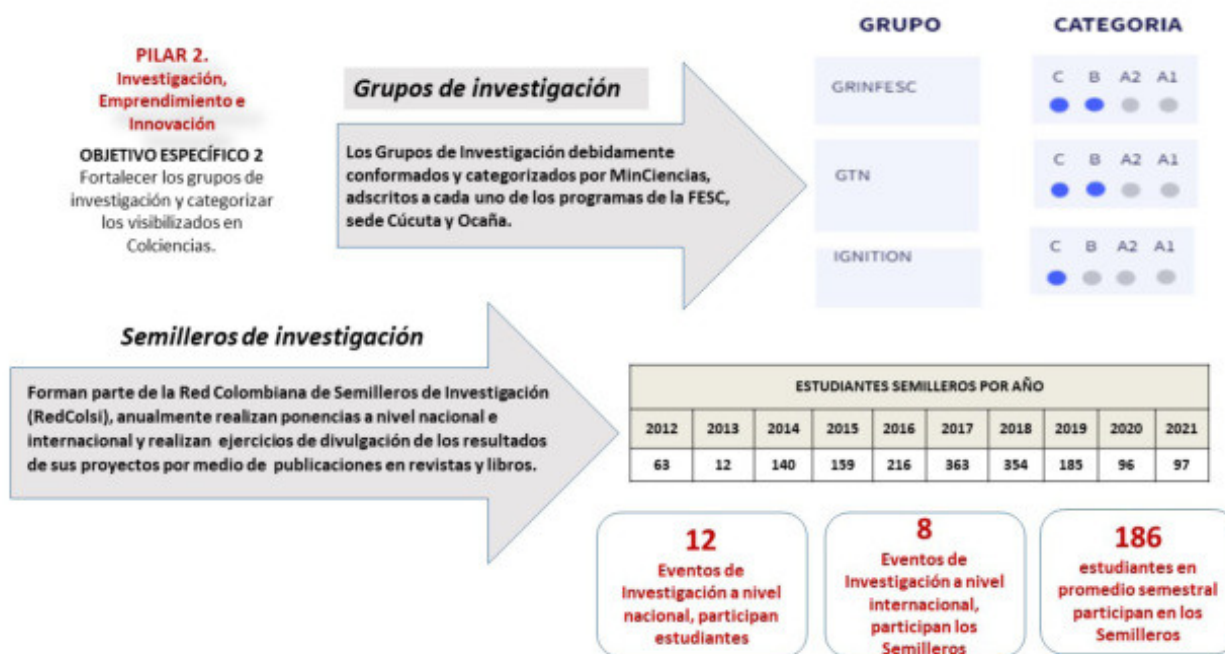 PILAR 2.
Investigación,
Emprendimiento e
Innovación
OBJETIVO ESPECÍFICO 2
Fortalecer los grupos de
investigación y categorizar
los visibilizados en
Colciencias.
Grupos de investigación
Los Grupos de Investigación debidamente
conformados y categorizados por MinCiencias,
adscritos a cada uno de los programas de la FESC,
sede Cúcuta y Ocaña.
GRUPO CATEGORIA
GRINFESC C B A2 A1
GTN C B A2 A1
IGNITION C B A2 A1
Semilleros de investigación
Forman parte de la Red Colombiana de Semilleros de Investigación
(RedColsi), anualmente realizan ponencias a nivel nacional e
internacional y realizan ejercicios de divulgación de los resultados
de sus proyectos por medio de publicaciones en revistas y libros.
ESTUDIANTES SEMILLEROS POR AÑO
2012 2013 2014 2015 2016 2017 2018 2019 2020 2021
63 12 140 159 216 363 354 185 96 97
12
Eventos de
Investigación a nivel
nacional, participan
estudiantes
8
Eventos de
Investigación a nivel
internacional,
participan los
Semilleros
186
estudiantes en
promedio semestral
participan en los
Semilleros